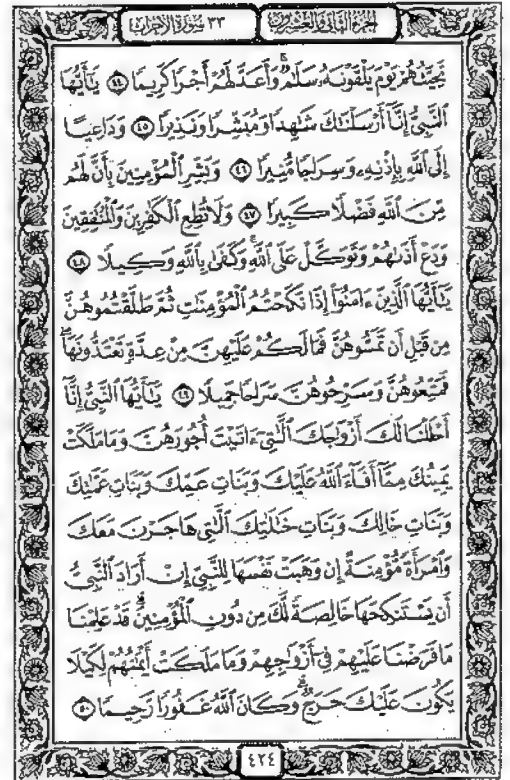 الجزء الثاني والعشرون
٣٣ سورة الأحزاب
تَحِيَّتُهُمْ يَوْمَ يَلْقَوْنَهُۥ سَلَٰمٌ وَأَعَدَّ لَهُمْ أَجْرًا كَرِيمًا ٤٤ يَٰٓأَيُّهَا
ٱلنَّبِيُّ إِنَّآ أَرْسَلْنَٰكَ شَٰهِدًا وَمُبَشِّرًا وَنَذِيرًا ٤٥ وَدَاعِيًا
إِلَى ٱللَّهِ بِإِذْنِهِۦ وَسِرَاجًا مُّنِيرًا ٤٦ وَبَشِّرِ ٱلْمُؤْمِنِينَ بِأَنَّ لَهُم
مِّنَ ٱللَّهِ فَضْلًا كَبِيرًا ٤٧ وَلَا تُطِعِ ٱلْكَٰفِرِينَ وَٱلْمُنَٰفِقِينَ
وَدَعْ أَذَىٰهُمْ وَتَوَكَّلْ عَلَى ٱللَّهِ ۚ وَكَفَىٰ بِٱللَّهِ وَكِيلًا ٤٨
يَٰٓأَيُّهَا ٱلَّذِينَ ءَامَنُوٓا۟ إِذَا نَكَحْتُمُ ٱلْمُؤْمِنَٰتِ ثُمَّ طَلَّقْتُمُوهُنَّ
مِن قَبْلِ أَن تَمَسُّوهُنَّ فَمَا لَكُمْ عَلَيْهِنَّ مِنْ عِدَّةٍ تَعْتَدُّونَهَا ۖ
فَمَتِّعُوهُنَّ وَسَرِّحُوهُنَّ سَرَاحًا جَمِيلًا ٤٩ يَٰٓأَيُّهَا ٱلنَّبِيُّ إِنَّآ
أَحْلَلْنَا لَكَ أَزْوَٰجَكَ ٱلَّٰتِىٓ ءَاتَيْتَ أُجُورَهُنَّ وَمَا مَلَكَتْ
يَمِينُكَ مِمَّآ أَفَآءَ ٱللَّهُ عَلَيْكَ وَبَنَاتِ عَمِّكَ وَبَنَاتِ عَمَّٰتِكَ
وَبَنَاتِ خَالِكَ وَبَنَاتِ خَٰلَٰتِكَ ٱلَّٰتِى هَاجَرْنَ مَعَكَ
وَٱمْرَأَةً مُّؤْمِنَةً إِن وَهَبَتْ نَفْسَهَا لِلنَّبِيِّ إِنْ أَرَادَ ٱلنَّبِيُّ
أَن يَسْتَنكِحَهَا خَالِصَةً لَّكَ مِن دُونِ ٱلْمُؤْمِنِينَ ۗ قَدْ عَلِمْنَا
مَا فَرَضْنَا عَلَيْهِمْ فِىٓ أَزْوَٰجِهِمْ وَمَا مَلَكَتْ أَيْمَٰنُهُمْ لِكَيْلَا
يَكُونَ عَلَيْكَ حَرَجٌ ۗ وَكَانَ ٱللَّهُ غَفُورًا رَّحِيمًا ٥٠
٤٢٤